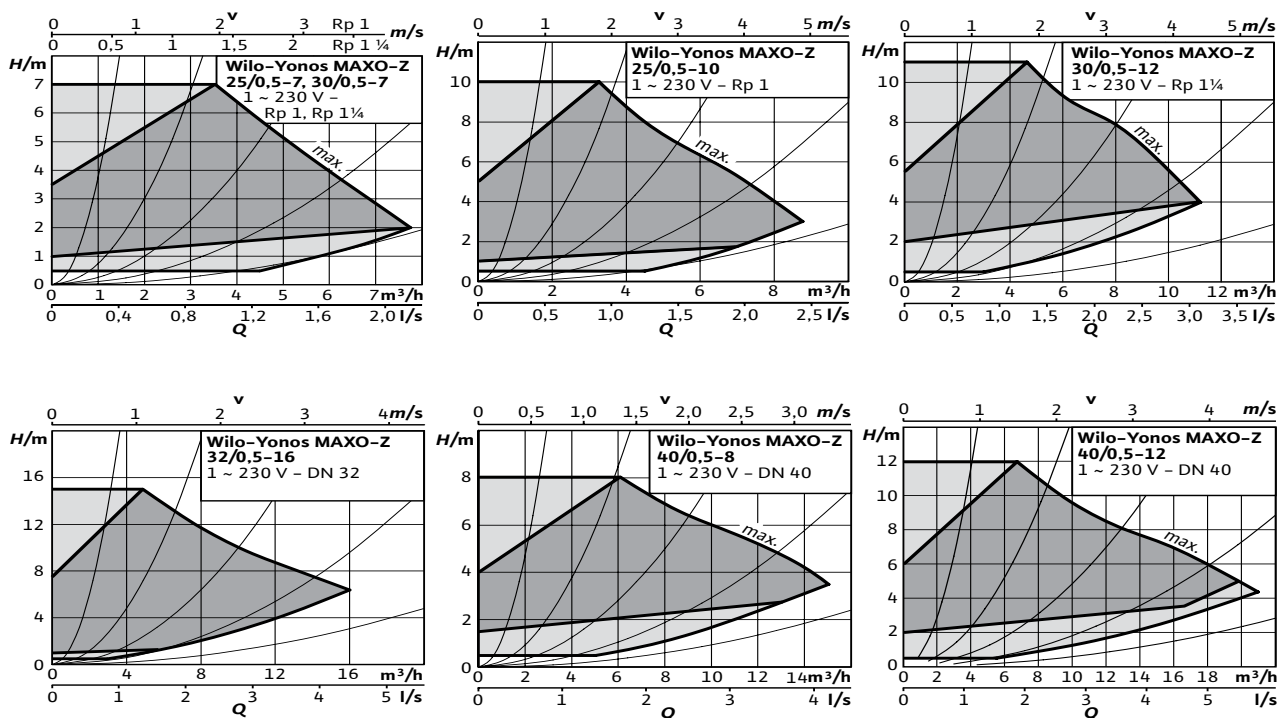 0 1 2 v 3 Rp 1 m/s
0 0,5 1 1,5 2 Rp 1 ¼
H/m
Wilo-Yonos MAXO-Z
25/0,5-7, 30/0,5-7
1 ~ 230 V –
Rp 1, Rp 1¼
max.
7
6
5
4
3
2
1
0
0 1 2 3 4 5 6 7 m³/h
0 0,4 0,8 1,2 1,6 2,0 l/s
Q
0 1 2 v 3 4 5 m/s
H/m
Wilo-Yonos MAXO-Z
25/0,5-10
1 ~ 230 V – Rp 1
max.
10
8
6
4
2
0
0 2 4 6 8 m³/h
0 0,5 1,0 1,5 2,0 2,5 l/s
Q
0 1 2 v 3 4 5 m/s
H/m
Wilo-Yonos MAXO-Z
30/0,5-12
1 ~ 230 V – Rp 1¼
max.
10
8
6
4
2
0
0 2 4 6 8 10 12 m³/h
0 0,5 1,0 1,5 2,0 2,5 3,0 3,5 l/s
Q
0 1 2 v 3 4 m/s
H/m
Wilo-Yonos MAXO-Z
32/0,5-16
1 ~ 230 V – DN 32
16
12
8
4
0
0 4 8 12 16 m³/h
0 1 2 3 4 5 l/s
Q
0 0,5 1,0 1,5 v 2,0 2,5 3,0 m/s
H/m
Wilo-Yonos MAXO-Z
40/0,5-8
1 ~ 230 V – DN 40
max.
8
6
4
2
0
0 2 4 6 8 10 12 14 m³/h
0 1 2 3 4 l/s
Q
0 1 2 v 3 4 m/s
H/m
Wilo-Yonos MAXO-Z
40/0,5-12
1 ~ 230 V – DN 40
max.
12
10
8
6
4
2
0
0 2 4 6 8 10 12 14 16 18 m³/h
0 1 2 3 4 5 l/s
Q